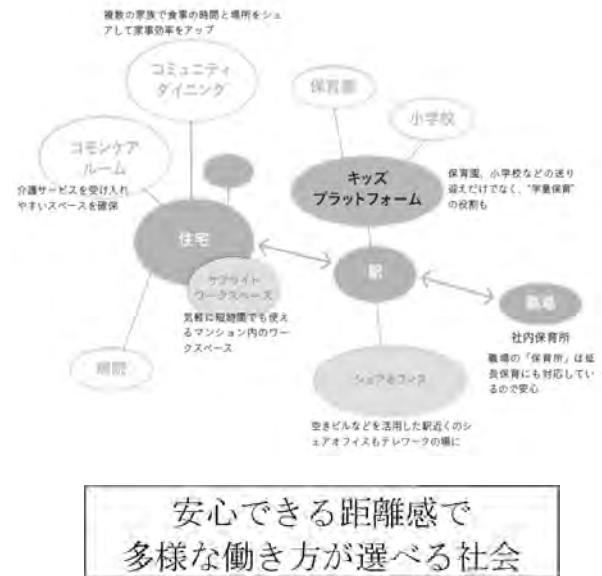 複数の家族で食事の時間と場所をシェ
アして家事効率をアップ
コミュニティ
ダイニング
保育園
小学校
コモンケア
ルーム
介護サービスを受け入れ
やすいスペースを確保
キッズ
プラットフォーム
保育園、小学校などの送り
迎えだけでなく、“学童保育”
の役割も
住宅
駅
サテライト
ワークスペース
気軽に短時間でも使え
るマンション内のワー
クスペース
職場
社内保育所
職場の「保育所」は延
長保育にも対応してい
るので安心
病院
シェアオフィス
空きビルなどを活用した駅近くのシ
ェアオフィスもテレワークの場に
安心できる距離感で
多様な働き方が選べる社会